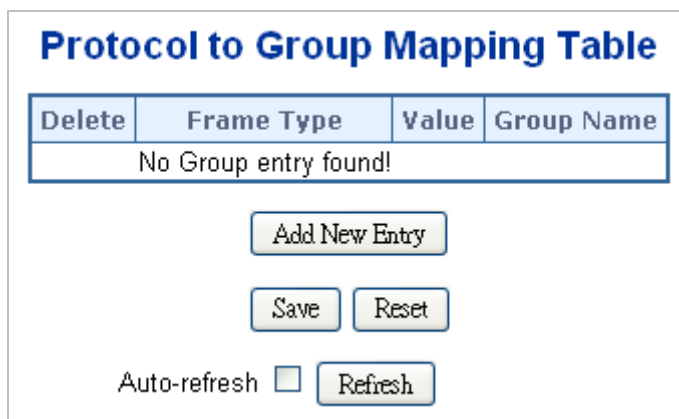 Protocol to Group Mapping Table
Delete Frame Type Value Group Name
No Group entry found!
Add New Entry
Save Reset
Auto-refresh Refresh